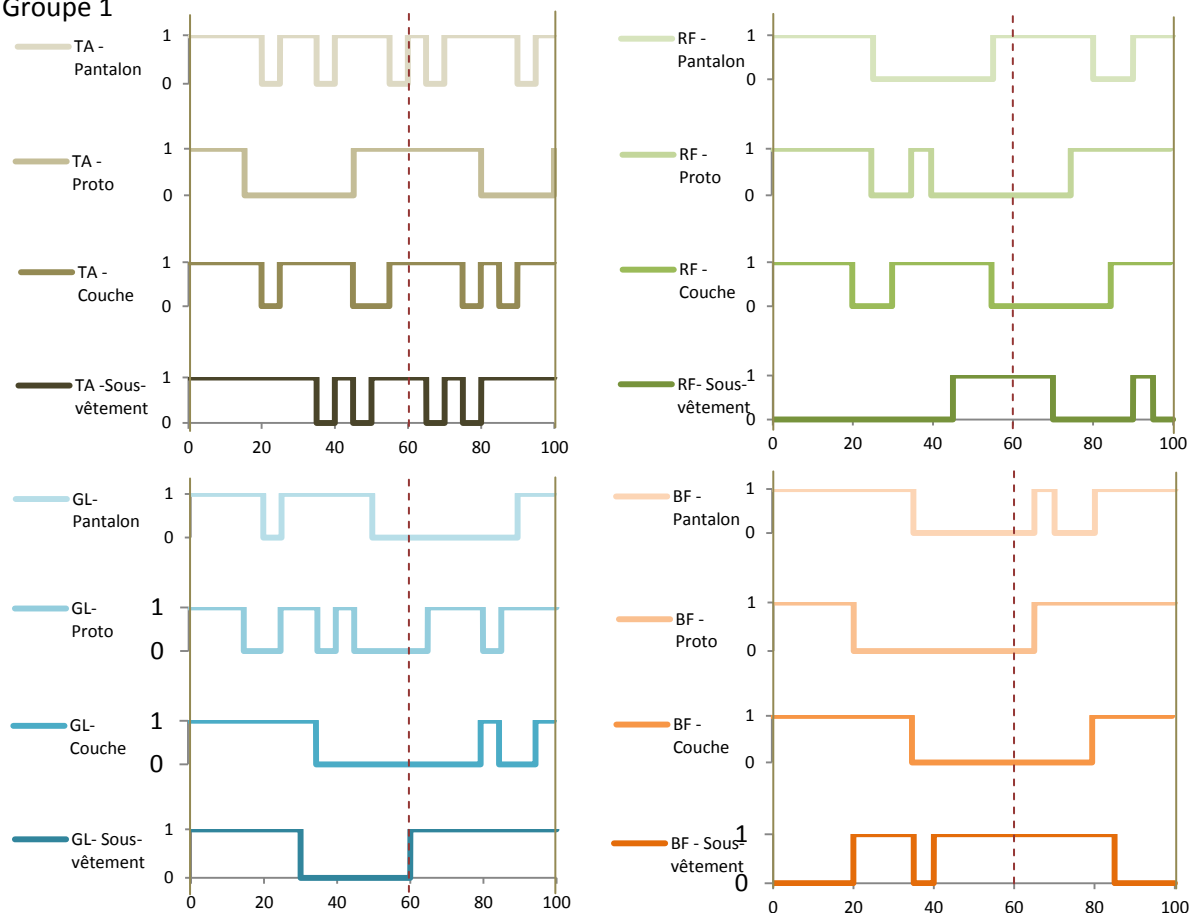 Groupe 1
TA -
Pantalon
1
0
TA -
Proto
1
0
TA -
Couche
1
0
TA -Sous-
vêtement
1
0
0 20 40 60 80 100
RF -
Pantalon
1
0
RF -
Proto
1
0
RF -
Couche
1
0
RF- Sous-
vêtement
1
0
0 20 40 60 80 100
GL-
Pantalon
1
0
GL-
Proto
1
0
GL-
Couche
1
0
GL- Sous-
vêtement
1
0
0 20 40 60 80 100
BF -
Pantalon
1
0
BF -
Proto
1
0
BF -
Couche
1
0
BF - Sous-
vêtement
1
0
0 20 40 60 80 100